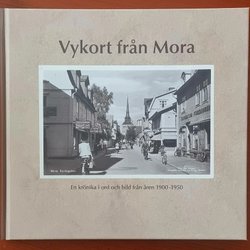 Vykort från Mora
En krönika i ord och bild från åren 1900-1950